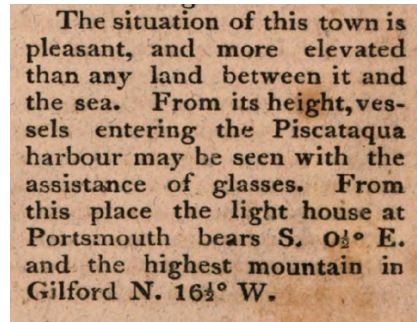 The situation of this town is
pleasant, and more elevated
than any land between it and
the sea. From its height, ves-
sels entering the Piscataqua
harbour may be seen with the
assistance of glasses. From
this place the light house at
Portsmouth bears S. 0½° E.
and the highest mountain in
Gilford N. 16½° W.